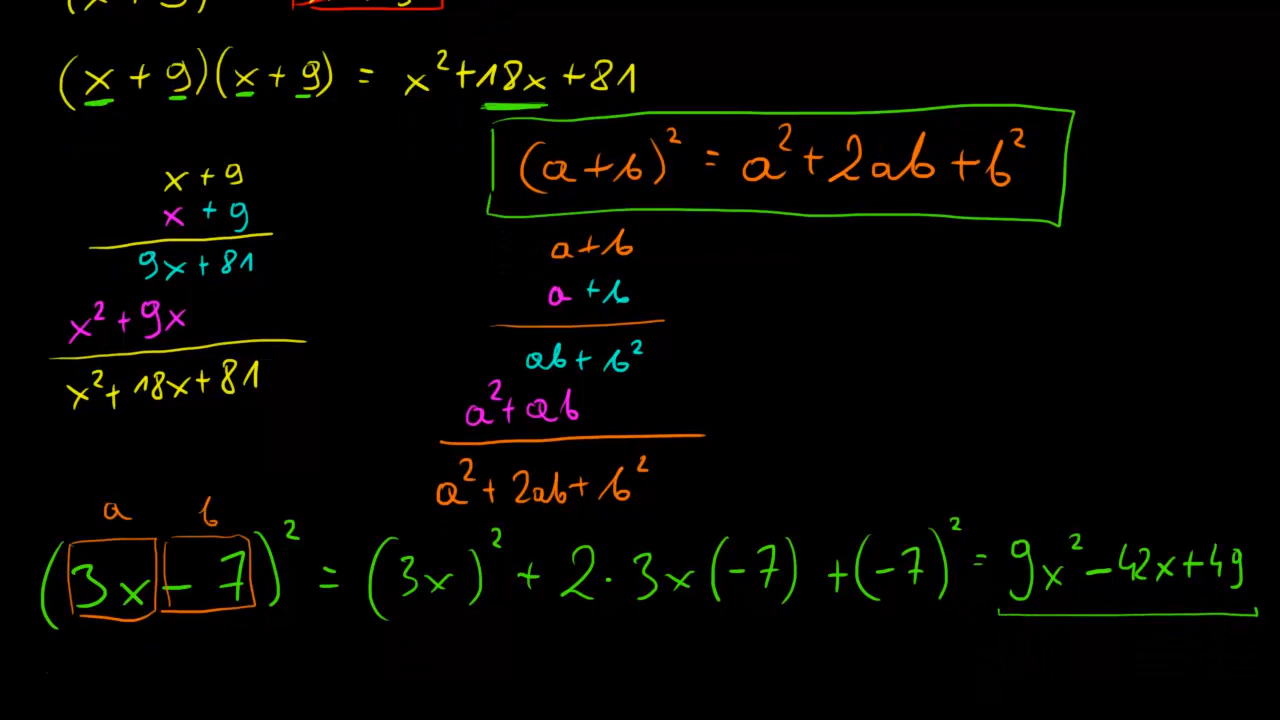 (x + 9)(x + 9) = x² + 18x + 81
(a + b)² = a² + 2ab + b²
x + 9
x + 9
9x + 81
x² + 9x
x² + 18x + 81
a + b
a + b
ab + b²
a² + ab
a² + 2ab + b²
a b
(3x - 7)² = (3x)² + 2 · 3x(-7) + (-7)² = 9x² - 42x + 49